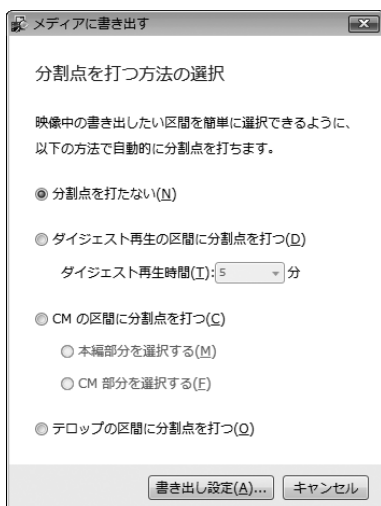 メディアに書き出す
分割点を打つ方法の選択
映像中の書き出したい区間を簡単に選択できるように、
以下の方法で自動的に分割点を打ちます。
分割点を打たない(N)
ダイジェスト再生の区間に分割点を打つ(D)
ダイジェスト再生時間(T): 5 分
CM の区間に分割点を打つ(C)
本編部分を選択する(M)
CM 部分を選択する(F)
テロップの区間に分割点を打つ(O)
書き出し設定(A)... キャンセル